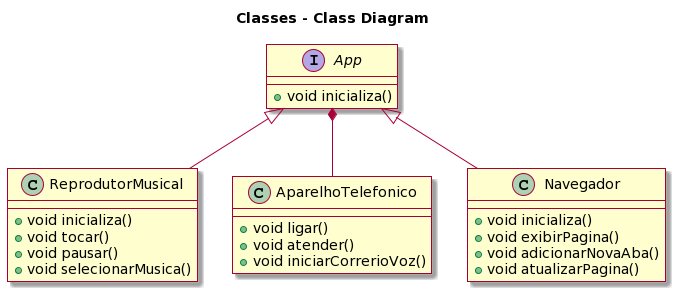 Classes - Class Diagram
I App
void inicializa()
C ReprodutorMusical
void inicializa()
void tocar()
void pausar()
void selecionarMusica()
C AparelhoTelefonico
void ligar()
void atender()
void iniciarCorrerioVoz()
C Navegador
void inicializa()
void exibirPagina()
void adicionarNovaAba()
void atualizarPagina()